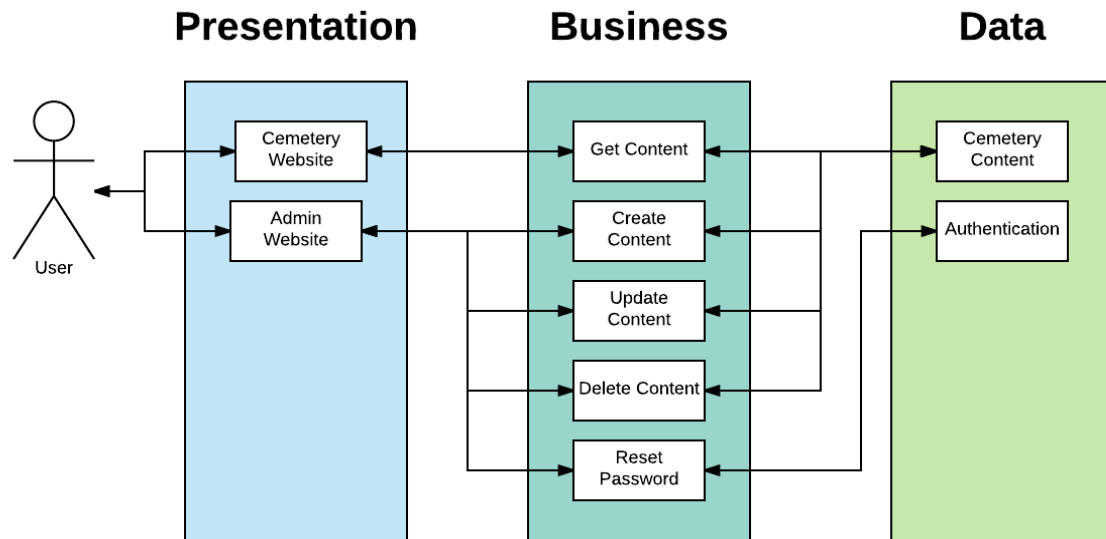 Presentation
Business
Data
User
Cemetery
Website
Admin
Website
Get Content
Create
Content
Update
Content
Delete Content
Reset
Password
Cemetery
Content
Authentication